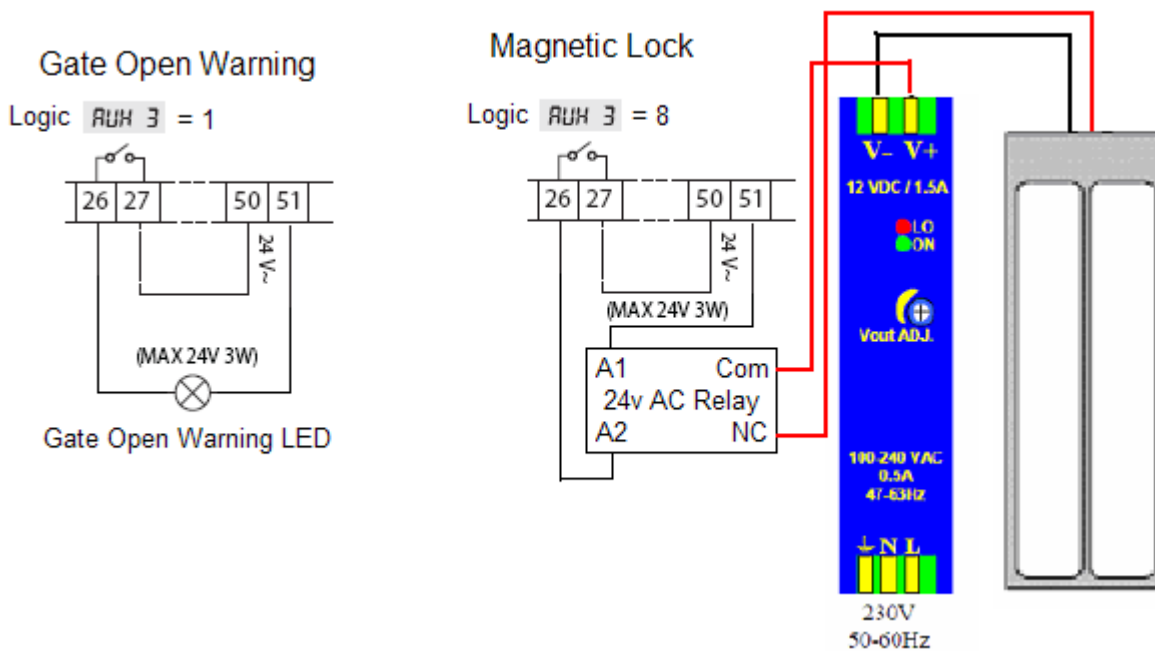 Gate Open Warning
Logic AUX 3 = 1
26 27 50 51
24 V~
(MAX 24V 3W)
Gate Open Warning LED
Magnetic Lock
Logic AUX 3 = 8
26 27 50 51
24 V~
(MAX 24V 3W)
A1 Com
24v AC Relay
A2 NC
V- V+
12 VDC / 1.5A
LO
ON
Vout ADJ.
100-240 VAC
0.5A
47-63Hz
N L
230V
50-60Hz